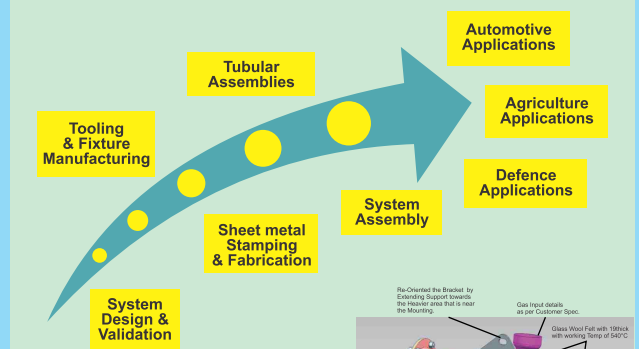 Automotive
Applications
Tubular
Assemblies
Agriculture
Applications
Tooling
& Fixture
Manufacturing
Defence
Applications
System
Assembly
Sheet metal
Stamping
& Fabrication
System
Design &
Validation
Re-Oriented the Bracket by
Extending Support towards
the Heavier area that is near
the Mounting.
Gas Input details
as per Customer Spec.
Glass Wool Felt with 19thick
with working Temp of 540°C